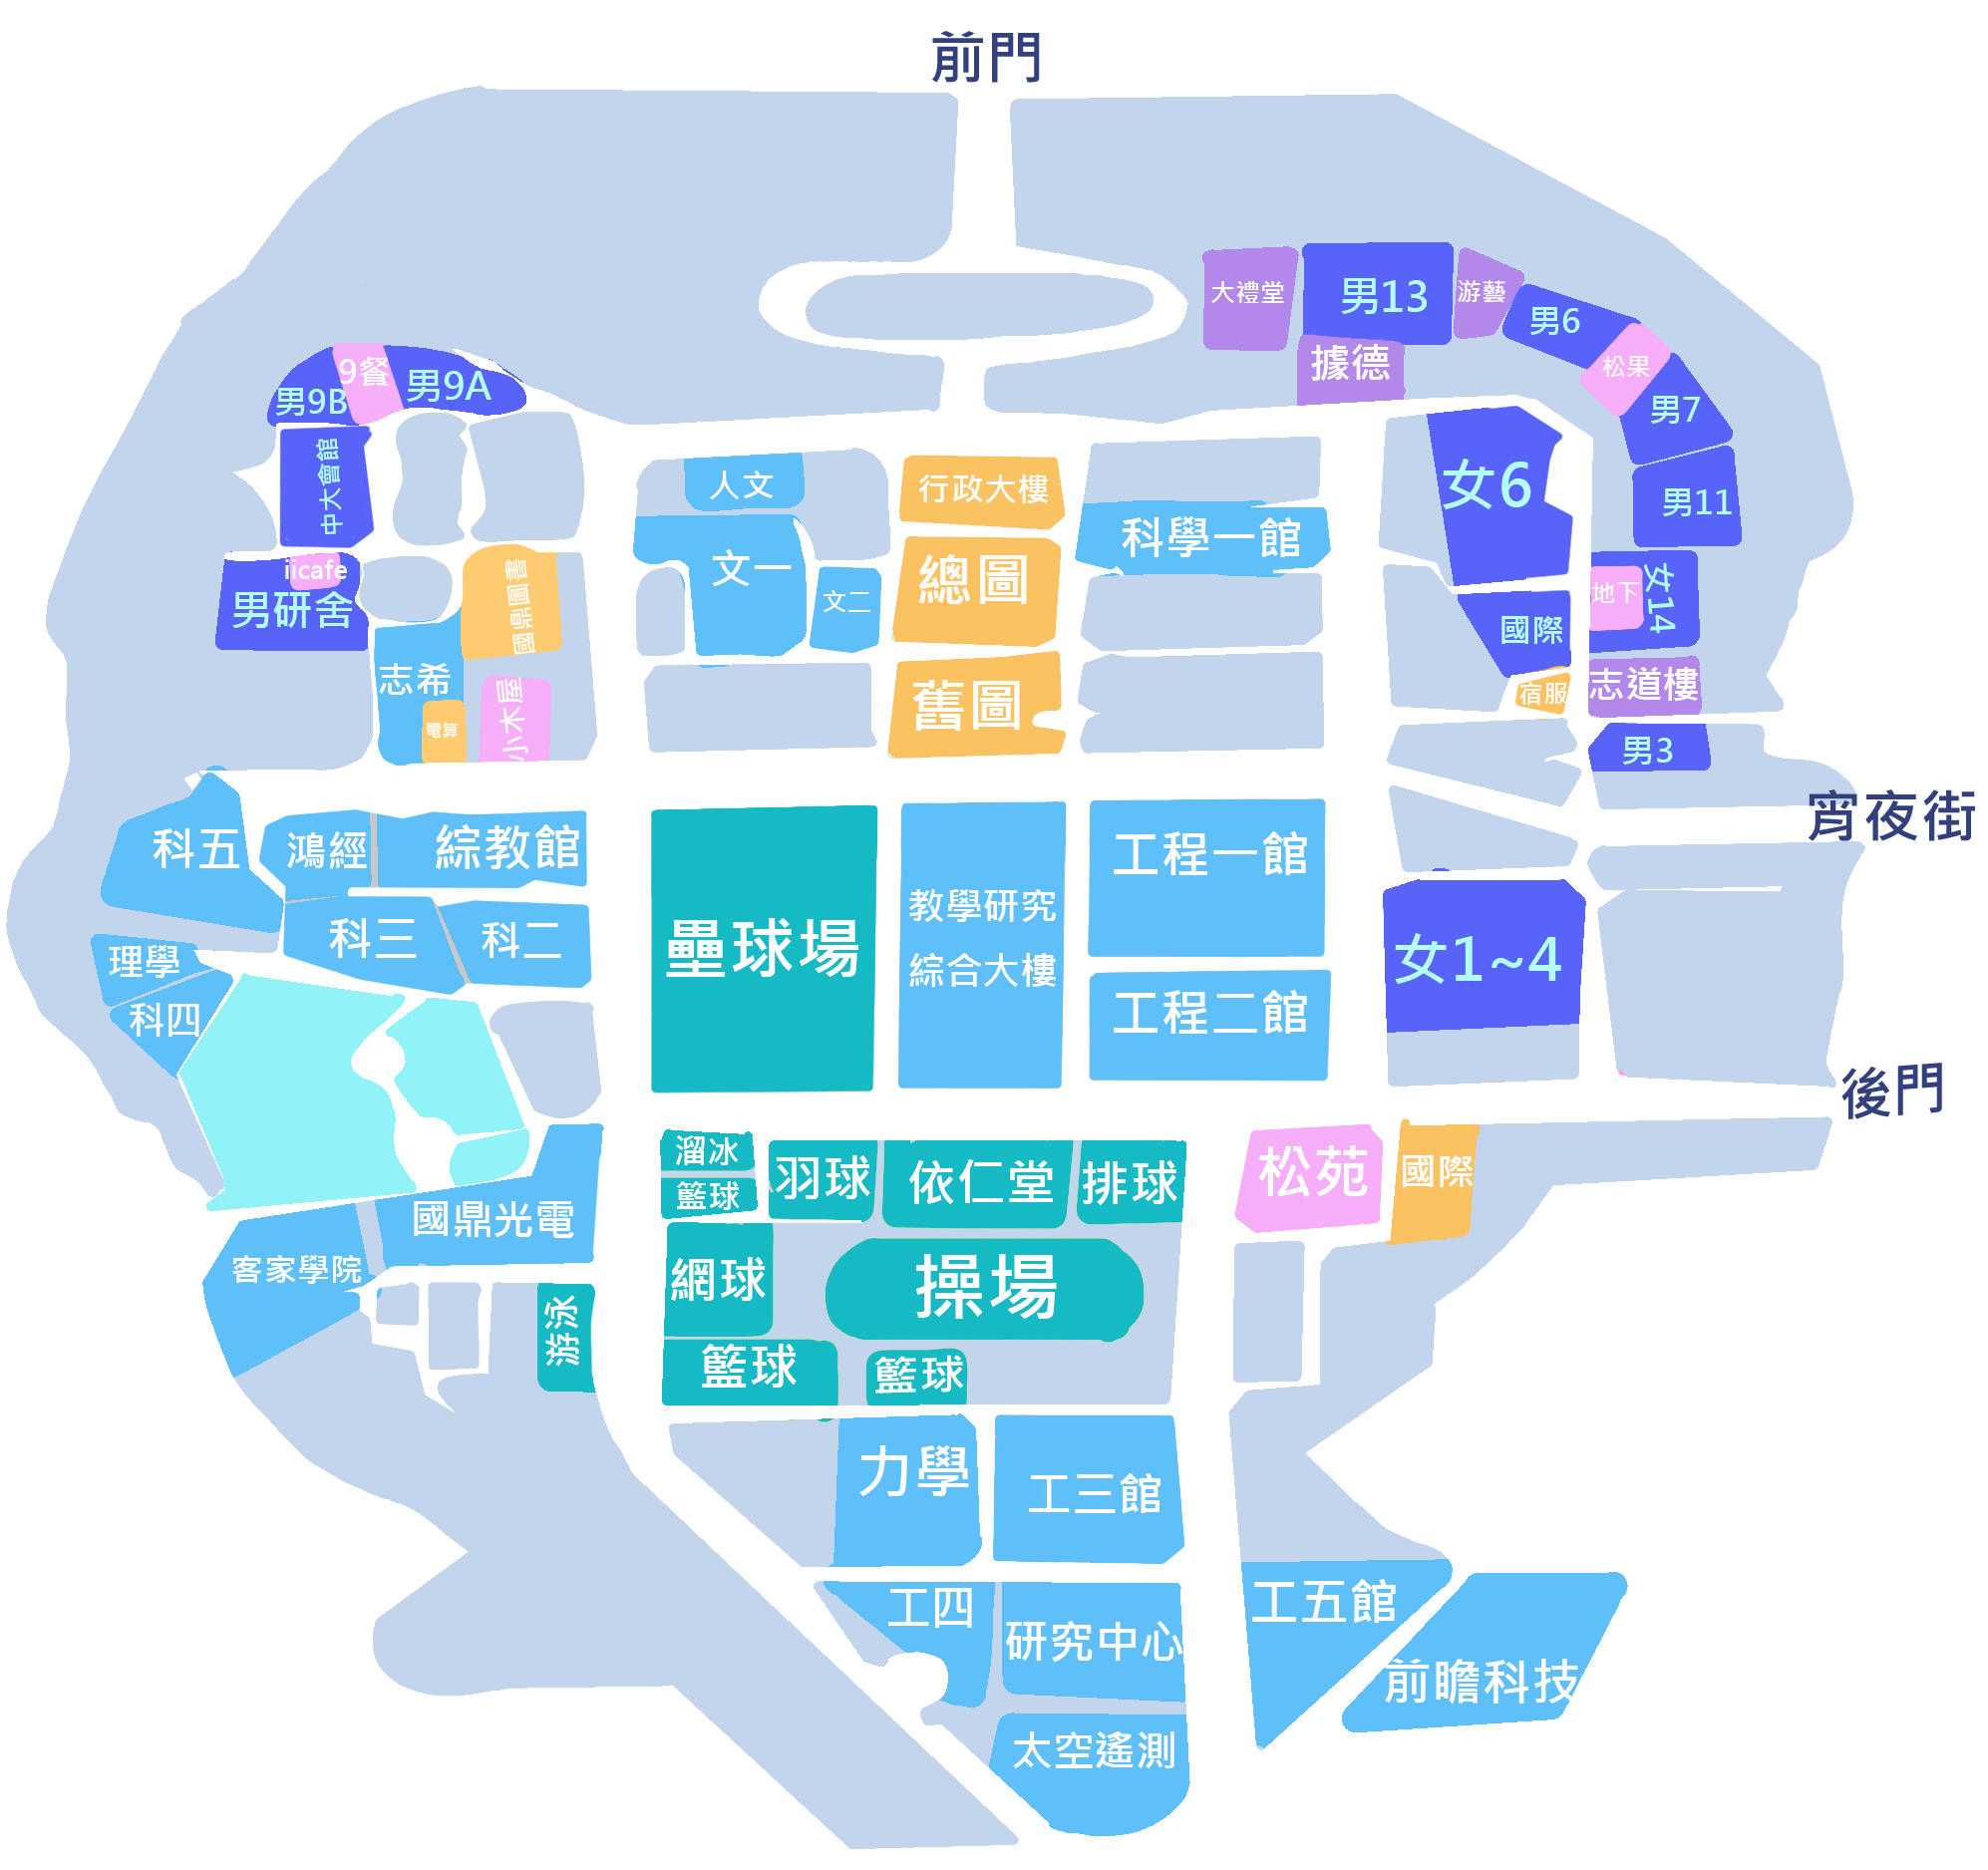 前門
大禮堂
男13
游藝
男6
據德
松果
男7
男9B
9餐
男9A
中大會館
女6
男11
人文
行政大樓
科學一館
文一
總圖
文二
iicafe
男研舍
國鼎圖書
國際
地下
女14
志希
電算
小木屋
舊圖
宿服
志道樓
男3
宵夜街
科五
鴻經
綜教館
科三
科二
理學
科四
壘球場
教學研究
綜合大樓
工程一館
工程二館
女1~4
後門
溜冰
籃球
羽球
依仁堂
排球
松苑
國際
國鼎光電
客家學院
游泳
網球
操場
籃球
籃球
力學
工三館
工四
研究中心
工五館
前瞻科技
太空遙測